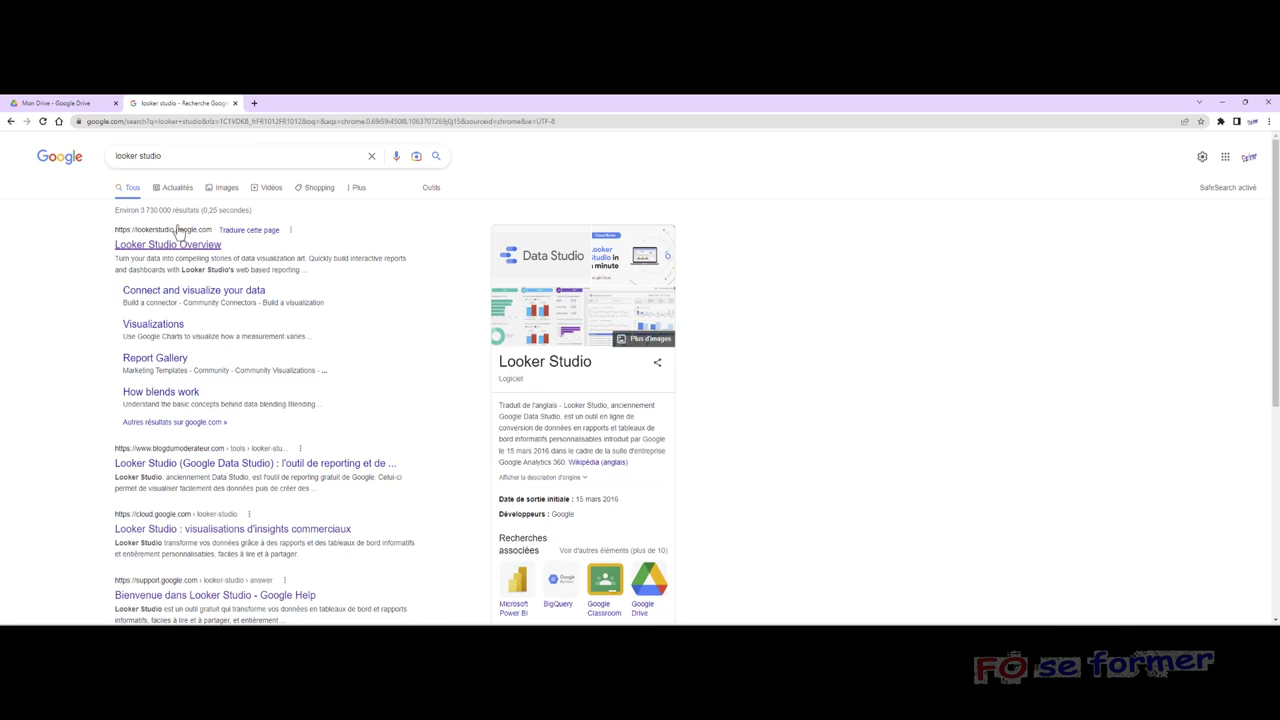 Mon Drive - Google Drive
looker studio - Recherche Googl
google.com/search?q=looker+studio&rlz=1C1VDKB_frFR1012FR1012&oq=&aqs=chrome.0.69i59i450l8.1063707269j0j15&sourceid=chrome&ie=UTF-8
Google
looker studio
Tous
Actualités
Images
Vidéos
Shopping
Plus
Outils
SafeSearch activé
Environ 3 730 000 résultats (0,25 secondes)
https://lookerstudio.google.com · Traduire cette page
Looker Studio Overview
Turn your data into compelling stories of data visualization art. Quickly build interactive reports
and dashboards with Looker Studio's web based reporting ...
Connect and visualize your data
Build a connector - Community Connectors - Build a visualization
Visualizations
Use Google Charts to visualize how a measurement varies ...
Report Gallery
Marketing Templates - Community - Community Visualizations - ...
How blends work
Understand the basic concepts behind data blending Blending ...
Autres résultats sur google.com »
https://www.blogdumoderateur.com › tools › looker-stu...
Looker Studio (Google Data Studio) : l'outil de reporting et de ...
Looker Studio, anciennement Data Studio, est l'outil de reporting gratuit de Google. Celui-ci
permet de visualiser facilement des données puis de créer des ...
https://cloud.google.com › looker-studio
Looker Studio : visualisations d'insights commerciaux
Looker Studio transforme vos données grâce à des rapports et des tableaux de bord informatifs
et entièrement personnalisables, faciles à lire et à partager.
https://support.google.com › looker-studio › answer
Bienvenue dans Looker Studio - Google Help
Looker Studio est un outil gratuit qui transforme vos données en tableaux de bord et rapports
informatifs, faciles à lire et à partager, et entièrement personnalisables ...
Data Studio
Looker
Studio in
a minute
Plus d'images
Looker Studio
Logiciel
Traduit de l'anglais - Looker Studio, anciennement
Google Data Studio, est un outil en ligne de
conversion de données en rapports et tableaux de
bord informatifs personnalisables introduit par Google
le 15 mars 2016 dans le cadre de la suite d'entreprise
Google Analytics 360. Wikipédia (anglais)
Afficher la description d'origine
Date de sortie initiale : 15 mars 2016
Développeurs : Google
Recherches
associées
Voir d'autres éléments (plus de 10)
Microsoft
Power BI
Google
BigQuery
BigQuery
Google
Classroom
Google
Drive
FO se former